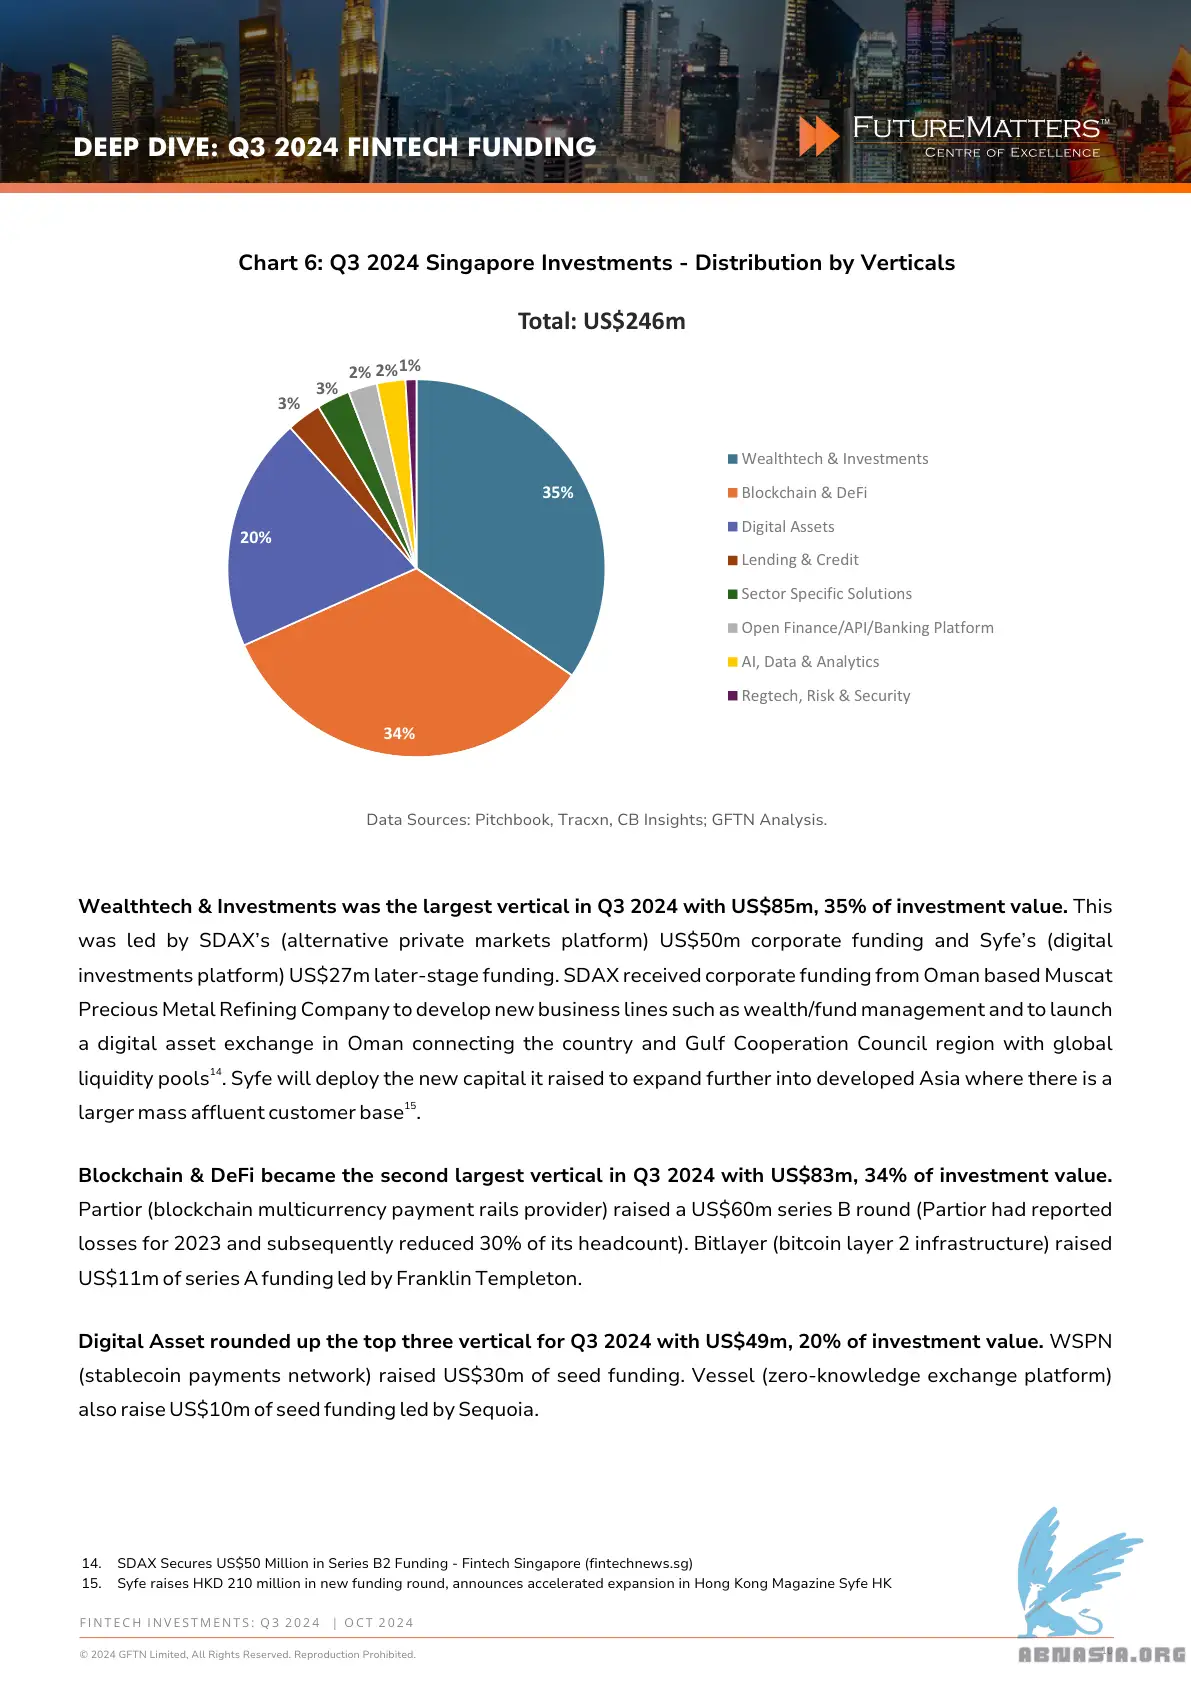 DEEP DIVE: Q3 2024 FINTECH FUNDING
FUTUREMATTERS™
CENTRE OF EXCELLENCE
Chart 6: Q3 2024 Singapore Investments - Distribution by Verticals
Total: US$246m
3%
3%
2%
2%
1%
35%
20%
34%
Wealthtech & Investments
Blockchain & DeFi
Digital Assets
Lending & Credit
Sector Specific Solutions
Open Finance/API/Banking Platform
AI, Data & Analytics
Regtech, Risk & Security
Data Sources: Pitchbook, Tracxn, CB Insights; GFTN Analysis.
Wealthtech & Investments was the largest vertical in Q3 2024 with US$85m, 35% of investment value. This
was led by SDAX’s (alternative private markets platform) US$50m corporate funding and Syfe’s (digital
investments platform) US$27m later-stage funding. SDAX received corporate funding from Oman based Muscat
Precious Metal Refining Company to develop new business lines such as wealth/fund management and to launch
a digital asset exchange in Oman connecting the country and Gulf Cooperation Council region with global
liquidity pools14. Syfe will deploy the new capital it raised to expand further into developed Asia where there is a
larger mass affluent customer base15.
Blockchain & DeFi became the second largest vertical in Q3 2024 with US$83m, 34% of investment value.
Partior (blockchain multicurrency payment rails provider) raised a US$60m series B round (Partior had reported
losses for 2023 and subsequently reduced 30% of its headcount). Bitlayer (bitcoin layer 2 infrastructure) raised
US$11m of series A funding led by Franklin Templeton.
Digital Asset rounded up the top three vertical for Q3 2024 with US$49m, 20% of investment value. WSPN
(stablecoin payments network) raised US$30m of seed funding. Vessel (zero-knowledge exchange platform)
also raise US$10m of seed funding led by Sequoia.
14. SDAX Secures US$50 Million in Series B2 Funding - Fintech Singapore (fintechnews.sg)
15. Syfe raises HKD 210 million in new funding round, announces accelerated expansion in Hong Kong Magazine Syfe HK
FINTECH INVESTMENTS: Q3 2024 | OCT 2024
© 2024 GFTN Limited, All Rights Reserved. Reproduction Prohibited.
ABNASIA.ORG